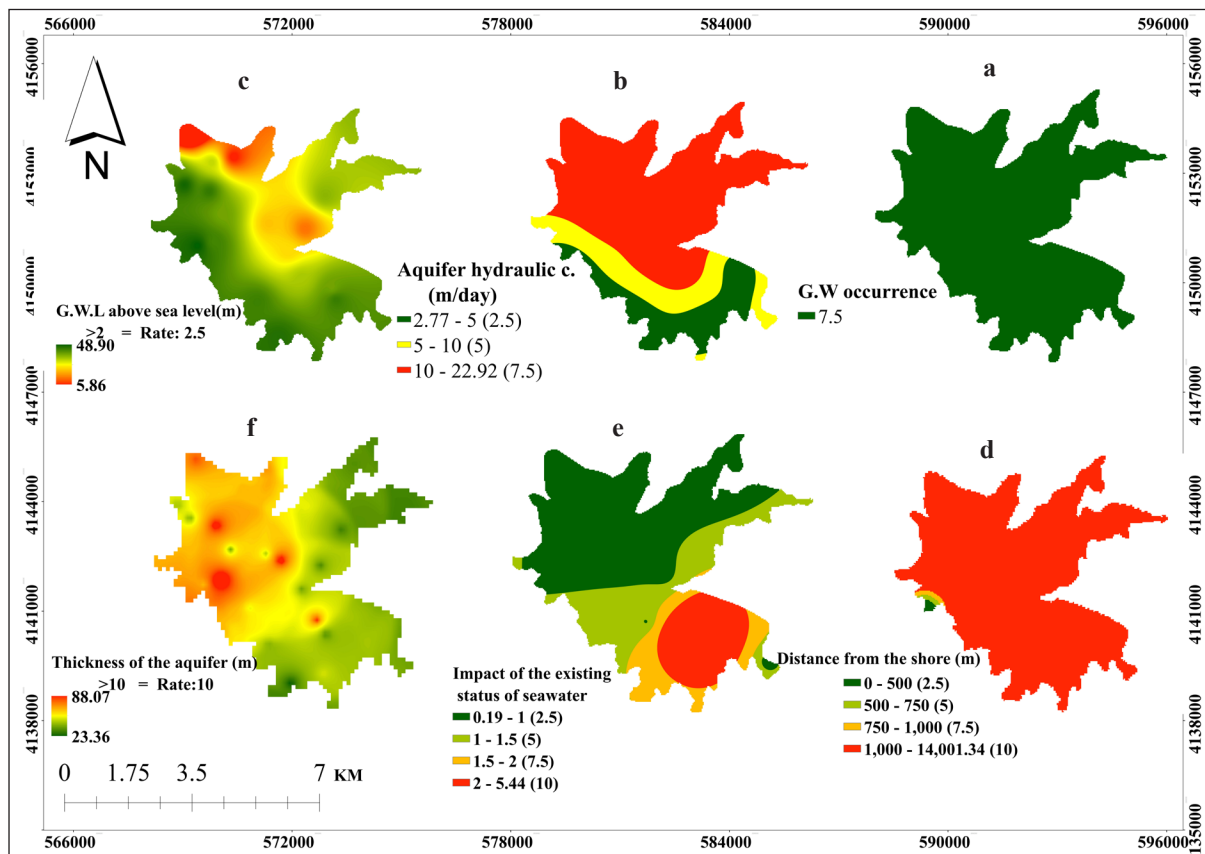 566000 572000 578000 584000 590000 596000
4156000
4153000
4150000
4147000
4144000
4141000
4138000
4156000
4153000
4150000
4147000
4144000
4141000
4138000
135000
N
c
b
a
G.W.L above sea level(m)
>2 = Rate: 2.5
48.90
5.86
Aquifer hydraulic c.
(m/day)
2.77 - 5 (2.5)
5 - 10 (5)
10 - 22.92 (7.5)
G.W occurrence
7.5
f
e
d
Thickness of the aquifer (m)
>10 = Rate:10
88.07
23.36
Impact of the existing
status of seawater
0.19 - 1 (2.5)
1 - 1.5 (5)
1.5 - 2 (7.5)
2 - 5.44 (10)
Distance from the shore (m)
0 - 500 (2.5)
500 - 750 (5)
750 - 1,000 (7.5)
1,000 - 14,001.34 (10)
0 1.75 3.5 7 KM
566000 572000 578000 584000 590000 596000